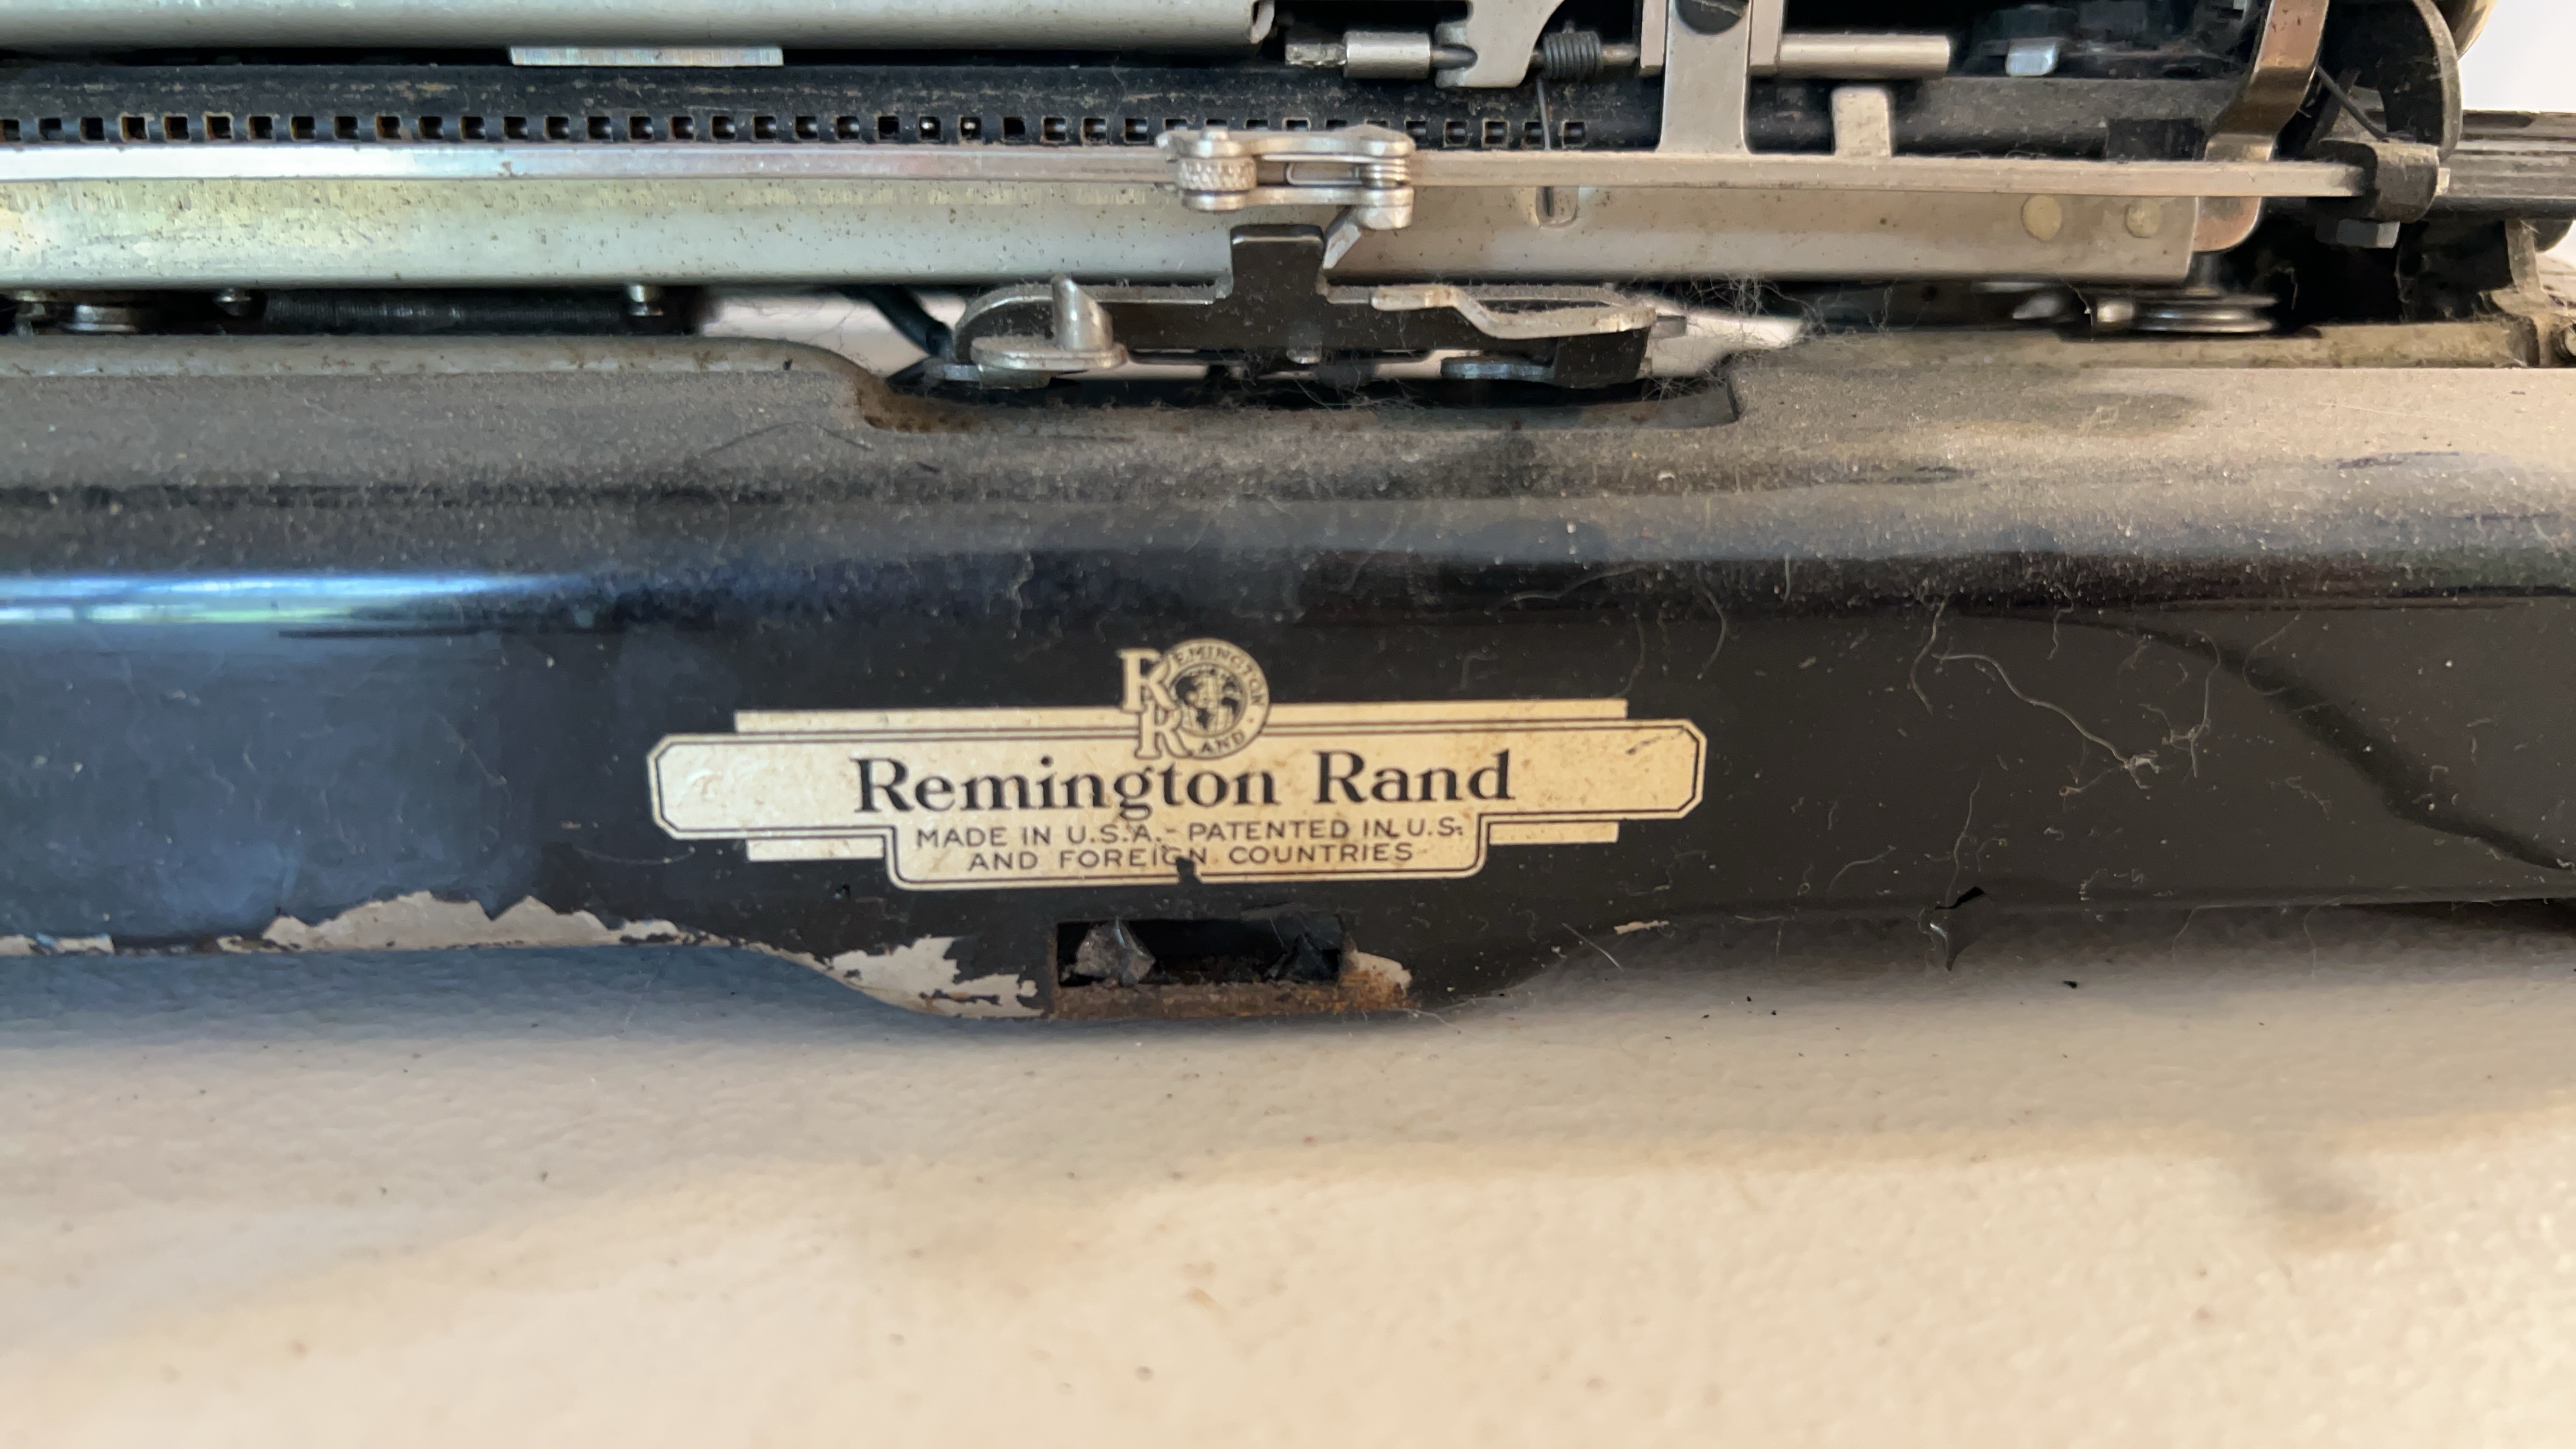 R REMINGTON
R RAND
Remington Rand
MADE IN U.S.A.- PATENTED IN U.S.
AND FOREIGN COUNTRIES